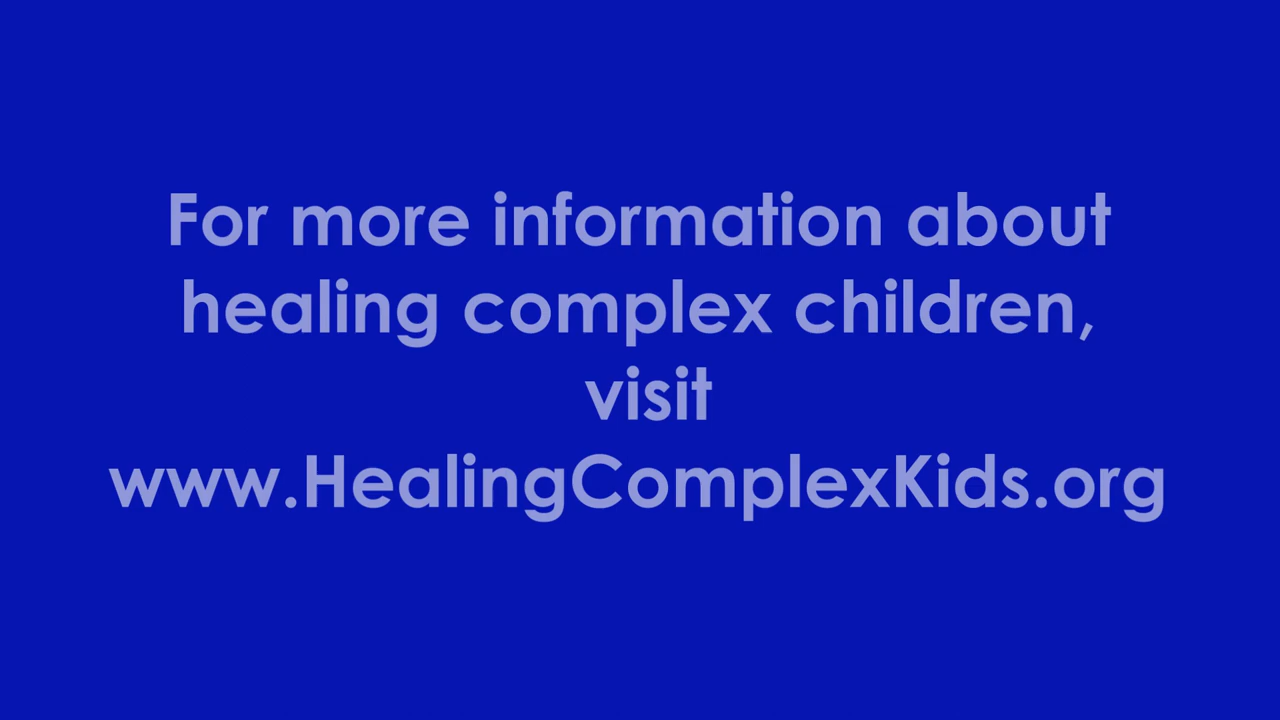 For more information about
healing complex children,
visit
www.HealingComplexKids.org